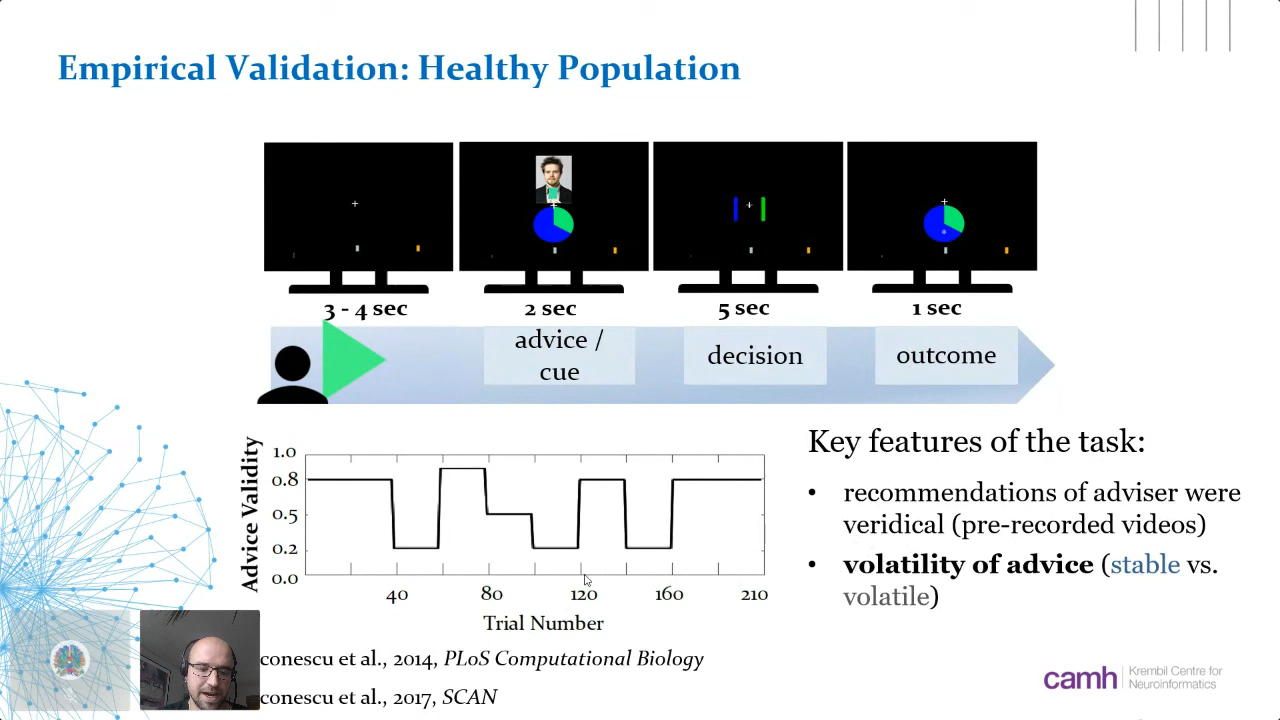 Empirical Validation: Healthy Population
3 - 4 sec
2 sec
5 sec
1 sec
advice /
cue
decision
outcome
Advice Validity
1.0
0.8
0.5
0.2
0.0
40
80
120
160
210
Trial Number
Key features of the task:
• recommendations of adviser were
veridical (pre-recorded videos)
• volatility of advice (stable vs.
volatile)
conescu et al., 2014, PLoS Computational Biology
conescu et al., 2017, SCAN
camh
Krembil Centre for
Neuroinformatics